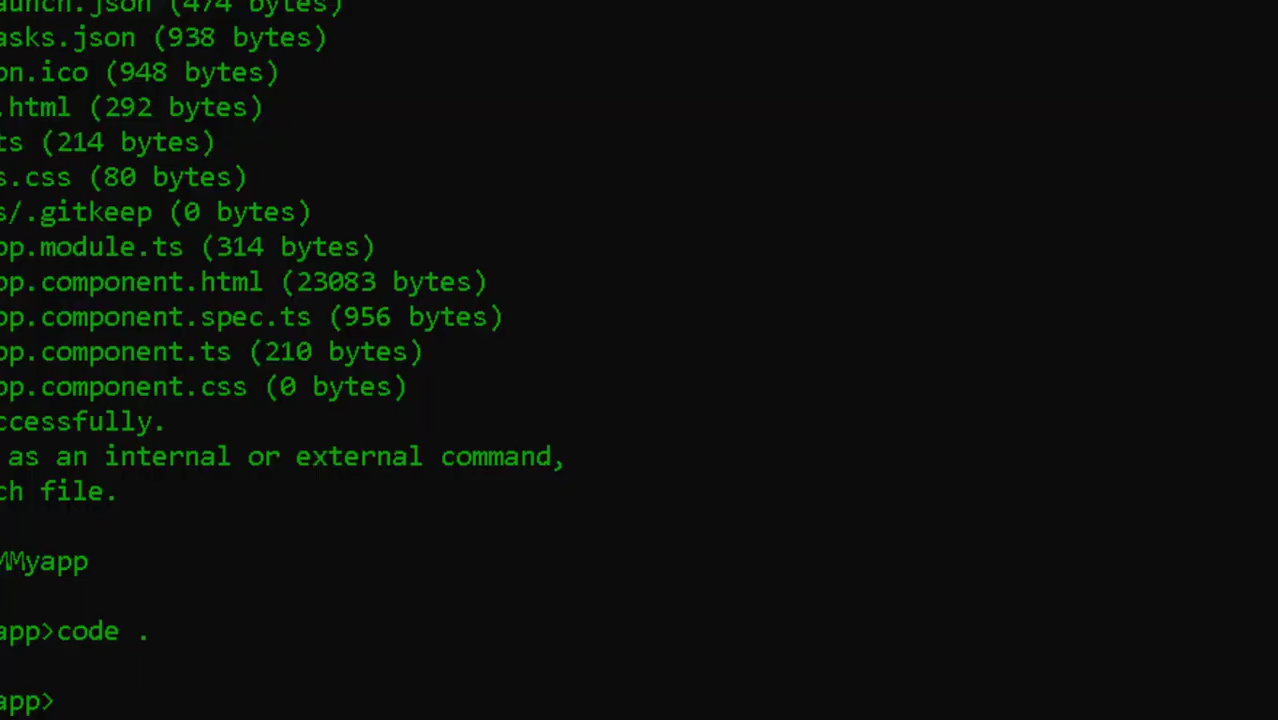 aunch.json (474 bytes)
asks.json (938 bytes)
on.ico (948 bytes)
.html (292 bytes)
ts (214 bytes)
s.css (80 bytes)
s/.gitkeep (0 bytes)
pp.module.ts (314 bytes)
pp.component.html (23083 bytes)
pp.component.spec.ts (956 bytes)
pp.component.ts (210 bytes)
pp.component.css (0 bytes)
ccessfully.
as an internal or external command,
ch file.
MMyapp
app>code .
app>